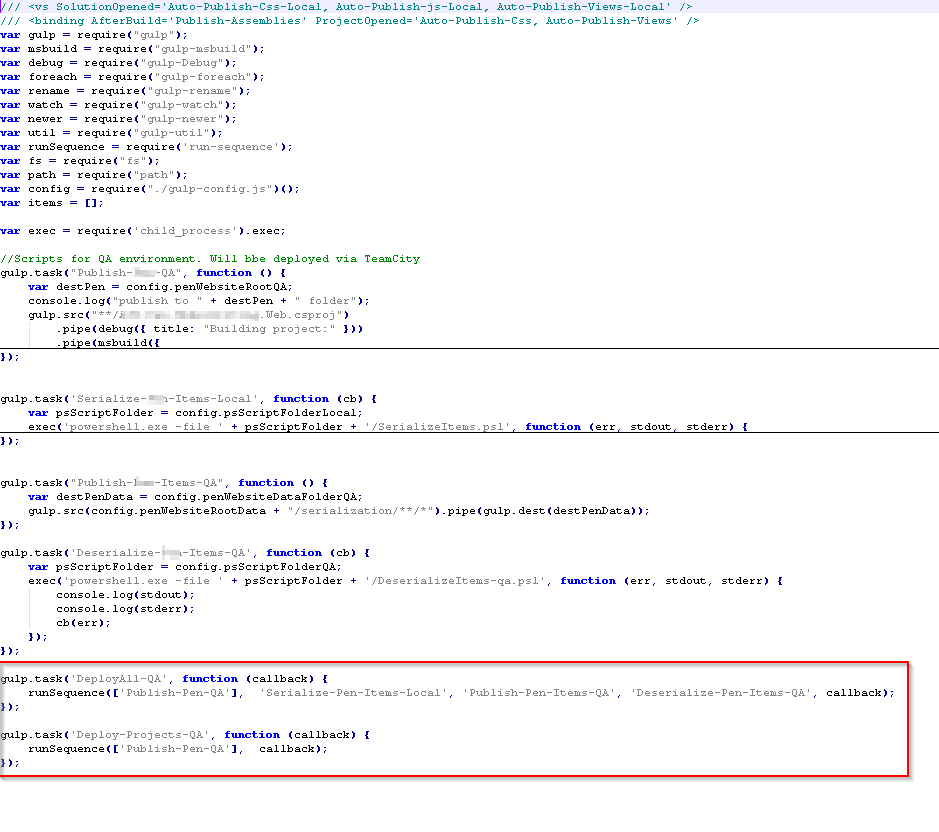 /// <vs SolutionOpened='Auto-Publish-Css-Local, Auto-Publish-js-Local, Auto-Publish-Views-Local' />
/// <binding AfterBuild='Publish-Assemblies' ProjectOpened='Auto-Publish-Css, Auto-Publish-Views' />
var gulp = require("gulp");
var msbuild = require("gulp-msbuild");
var debug = require("gulp-Debug");
var foreach = require("gulp-foreach");
var rename = require("gulp-rename");
var watch = require("gulp-watch");
var newer = require("gulp-newer");
var util = require("gulp-util");
var runSequence = require('run-sequence');
var fs = require("fs");
var path = require("path");
var config = require("./gulp-config.js")();
var items = [];
var exec = require('child_process').exec;
//Scripts for QA environment. Will bbe deployed via TeamCity
gulp.task("Publish-   -QA", function () {
    var destPen = config.penWebsiteRootQA;
    console.log("publish to " + destPen + " folder");
    gulp.src("**/   .Web.csproj")
        .pipe(debug({ title: "Building project:" }))
        .pipe(msbuild({
});
gulp.task('Serialize-   -Items-Local', function (cb) {
    var psScriptFolder = config.psScriptFolderLocal;
    exec('powershell.exe -file ' + psScriptFolder + '/SerializeItems.ps1', function (err, stdout, stderr) {
});
gulp.task("Publish-   -Items-QA", function () {
    var destPenData = config.penWebsiteDataFolderQA;
    gulp.src(config.penWebsiteRootData + "/serialization/**/*").pipe(gulp.dest(destPenData));
});
gulp.task('Deserialize-   -Items-QA', function (cb) {
    var psScriptFolder = config.psScriptFolderQA;
    exec('powershell.exe -file ' + psScriptFolder + '/DeserializeItems-qa.ps1', function (err, stdout, stderr) {
        console.log(stdout);
        console.log(stderr);
        cb(err);
    });
});
gulp.task('DeployAll-QA', function (callback) {
    runSequence(['Publish-Pen-QA'],  'Serialize-Pen-Items-Local', 'Publish-Pen-Items-QA', 'Deserialize-Pen-Items-QA', callback);
});
gulp.task('Deploy-Projects-QA', function (callback) {
    runSequence(['Publish-Pen-QA'],  callback);
});